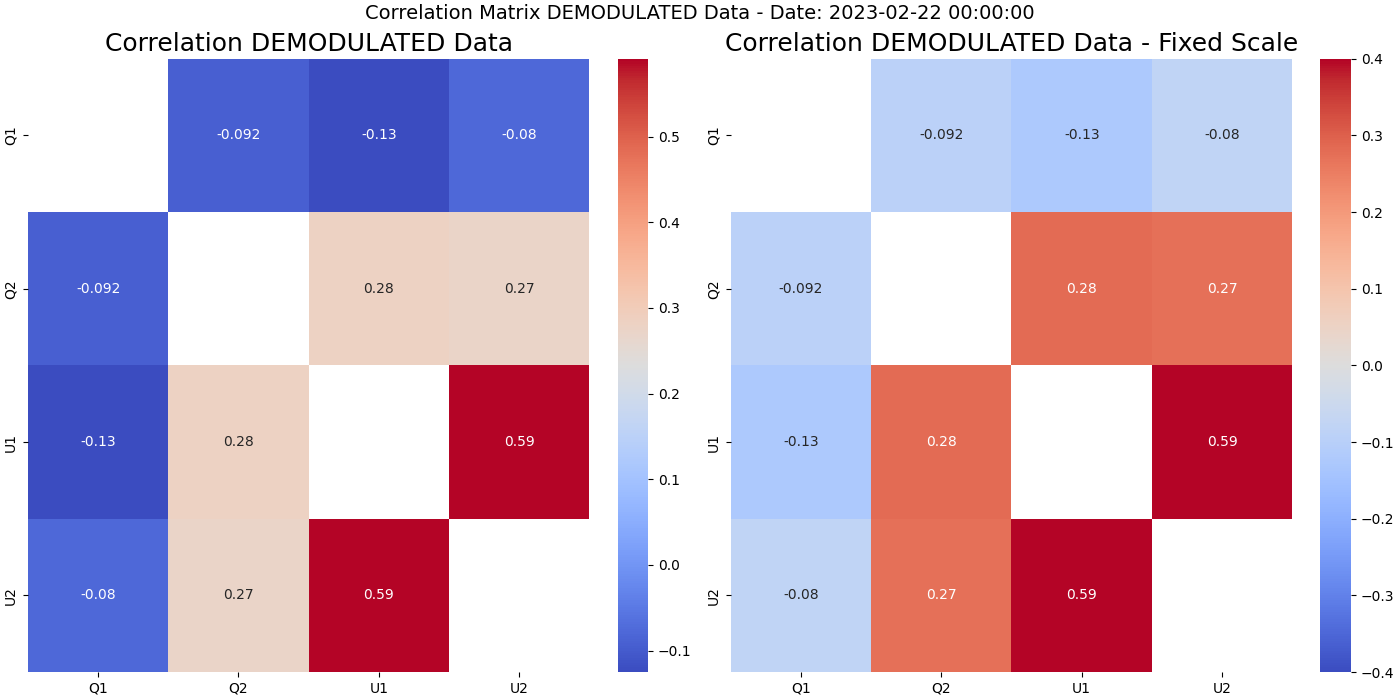 Correlation Matrix DEMODULATED Data - Date: 2023-02-22 00:00:00
Correlation DEMODULATED Data
Q1
-0.092
-0.13
-0.08
Q2
-0.092
0.28
0.27
U1
-0.13
0.28
0.59
U2
-0.08
0.27
0.59
Q1
Q2
U1
U2
0.5
0.4
0.3
0.2
0.1
0.0
−0.1
Correlation DEMODULATED Data - Fixed Scale
Q1
-0.092
-0.13
-0.08
Q2
-0.092
0.28
0.27
U1
-0.13
0.28
0.59
U2
-0.08
0.27
0.59
Q1
Q2
U1
U2
0.4
0.3
0.2
0.1
0.0
−0.1
−0.2
−0.3
−0.4